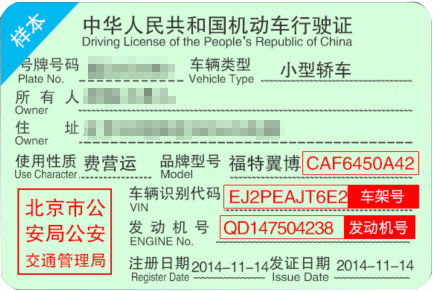 样本
中华人民共和国机动车行驶证
Driving License of the People's Republic of China
号牌号码 车辆类型 小型轿车
Plate No. Vehicle Type
所有人
Owner
住址
Owner
使用性质 费营运 品牌型号 福特翼博 CAF6450A42
Use Character Model
车辆识别代码 EJ2PEAJT6E2 车架号
VIN
北京市公
安局公安
交通管理局
发动机号 QD147504238 发动机号
ENGINE No.
注册日期 2014-11-14 发证日期 2014-11-14
Register Date Issue Date